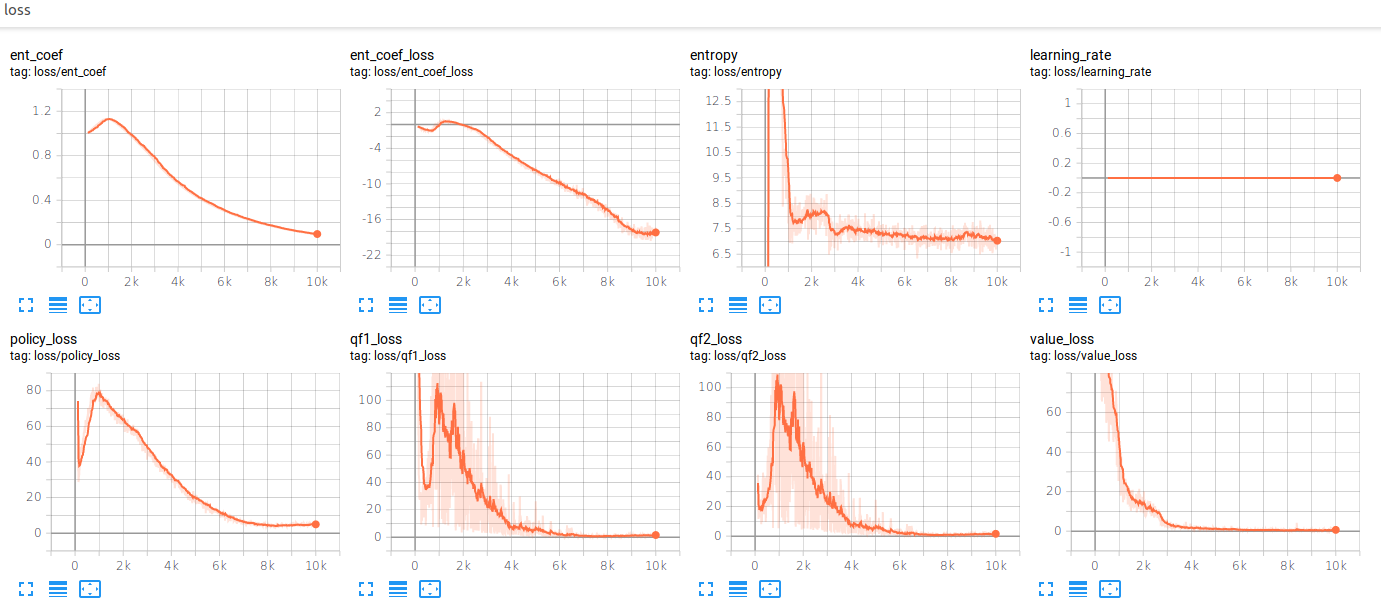 loss
ent_coef
tag: loss/ent_coef
1.2
0.8
0.4
0
0 2k 4k 6k 8k 10k
ent_coef_loss
tag: loss/ent_coef_loss
2
-4
-10
-16
-22
0 2k 4k 6k 8k 10k
entropy
tag: loss/entropy
12.5
11.5
10.5
9.5
8.5
7.5
6.5
0 2k 4k 6k 8k 10k
learning_rate
tag: loss/learning_rate
1
0.6
0.2
-0.2
-0.6
-1
0 2k 4k 6k 8k 10k
policy_loss
tag: loss/policy_loss
80
60
40
20
0
0 2k 4k 6k 8k 10k
qf1_loss
tag: loss/qf1_loss
100
80
60
40
20
0
0 2k 4k 6k 8k 10k
qf2_loss
tag: loss/qf2_loss
100
80
60
40
20
0
0 2k 4k 6k 8k 10k
value_loss
tag: loss/value_loss
60
40
20
0
0 2k 4k 6k 8k 10k